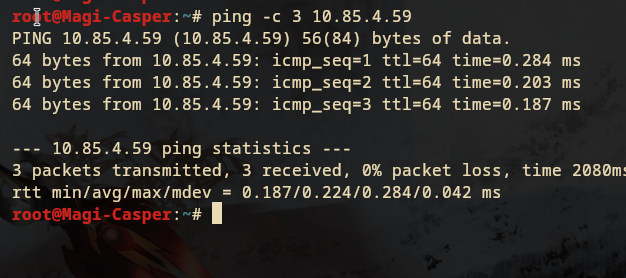 root@Magi-Casper:~# ping -c 3 10.85.4.59
PING 10.85.4.59 (10.85.4.59) 56(84) bytes of data.
64 bytes from 10.85.4.59: icmp_seq=1 ttl=64 time=0.284 ms
64 bytes from 10.85.4.59: icmp_seq=2 ttl=64 time=0.203 ms
64 bytes from 10.85.4.59: icmp_seq=3 ttl=64 time=0.187 ms

--- 10.85.4.59 ping statistics ---
3 packets transmitted, 3 received, 0% packet loss, time 2080ms
rtt min/avg/max/mdev = 0.187/0.224/0.284/0.042 ms
root@Magi-Casper:~#